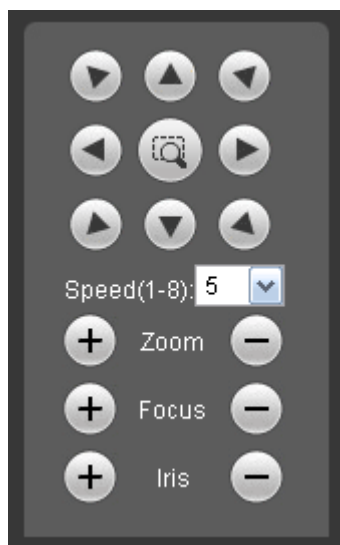 Speed(1-8): 5
+ Zoom −
+ Focus −
+ Iris −